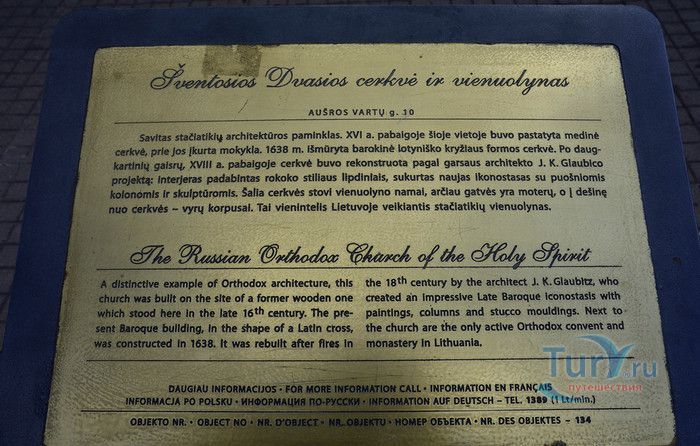 Šventosios Dvasios cerkvė ir vienuolynas
AUŠROS VARTŲ g. 10
Savitas stačiatikių architektūros paminklas. XVI a. pabaigoje šioje vietoje buvo pastatyta medinė
cerkvė, prie jos įkurta mokykla. 1638 m. išmūryta barokinė lotyniško kryžiaus formos cerkvė. Po daug-
kartinių gaisrų, XVIII a. pabaigoje cerkvė buvo rekonstruota pagal garsaus architekto J. K. Glaubico
projektą: interjeras padabintas rokoko stiliaus lipdiniais, sukurtas naujas ikonostasas su puošniomis
kolonomis ir skulptūromis. Šalia cerkvės stovi vienuolyno namai, arčiau gatvės yra moterų, o į dešinę
nuo cerkvės – vyrų korpusai. Tai vienintelis Lietuvoje veikiantis stačiatikių vienuolynas.
The Russian Orthodox Church of the Holy Spirit
A distinctive example of Orthodox architecture, this
church was built on the site of a former wooden one
which stood here in the late 16th century. The pre-
sent Baroque building, in the shape of a Latin cross,
was constructed in 1638. It was rebuilt after fires in
the 18th century by the architect J. K. Glaubitz, who
created an impressive Late Baroque iconostasis with
paintings, columns and stucco mouldings. Next to
the church are the only active Orthodox convent and
monastery in Lithuania.
DAUGIAU INFORMACIJOS · FOR MORE INFORMATION CALL · INFORMATION EN FRANÇAIS
INFORMACJA PO POLSKU · ИНФОРМАЦИЯ ПО-РУССКИ · INFORMATION AUF DEUTSCH – TEL. 1389 (1 Lt/min.)
OBJEKTO NR. · OBJECT NO · NR. D'OBJECT · NR. OBJEKTU · НОМЕР ОБЪЕКТА · NR. DES OBJEKTES – 134
TurY.ru
путешествия